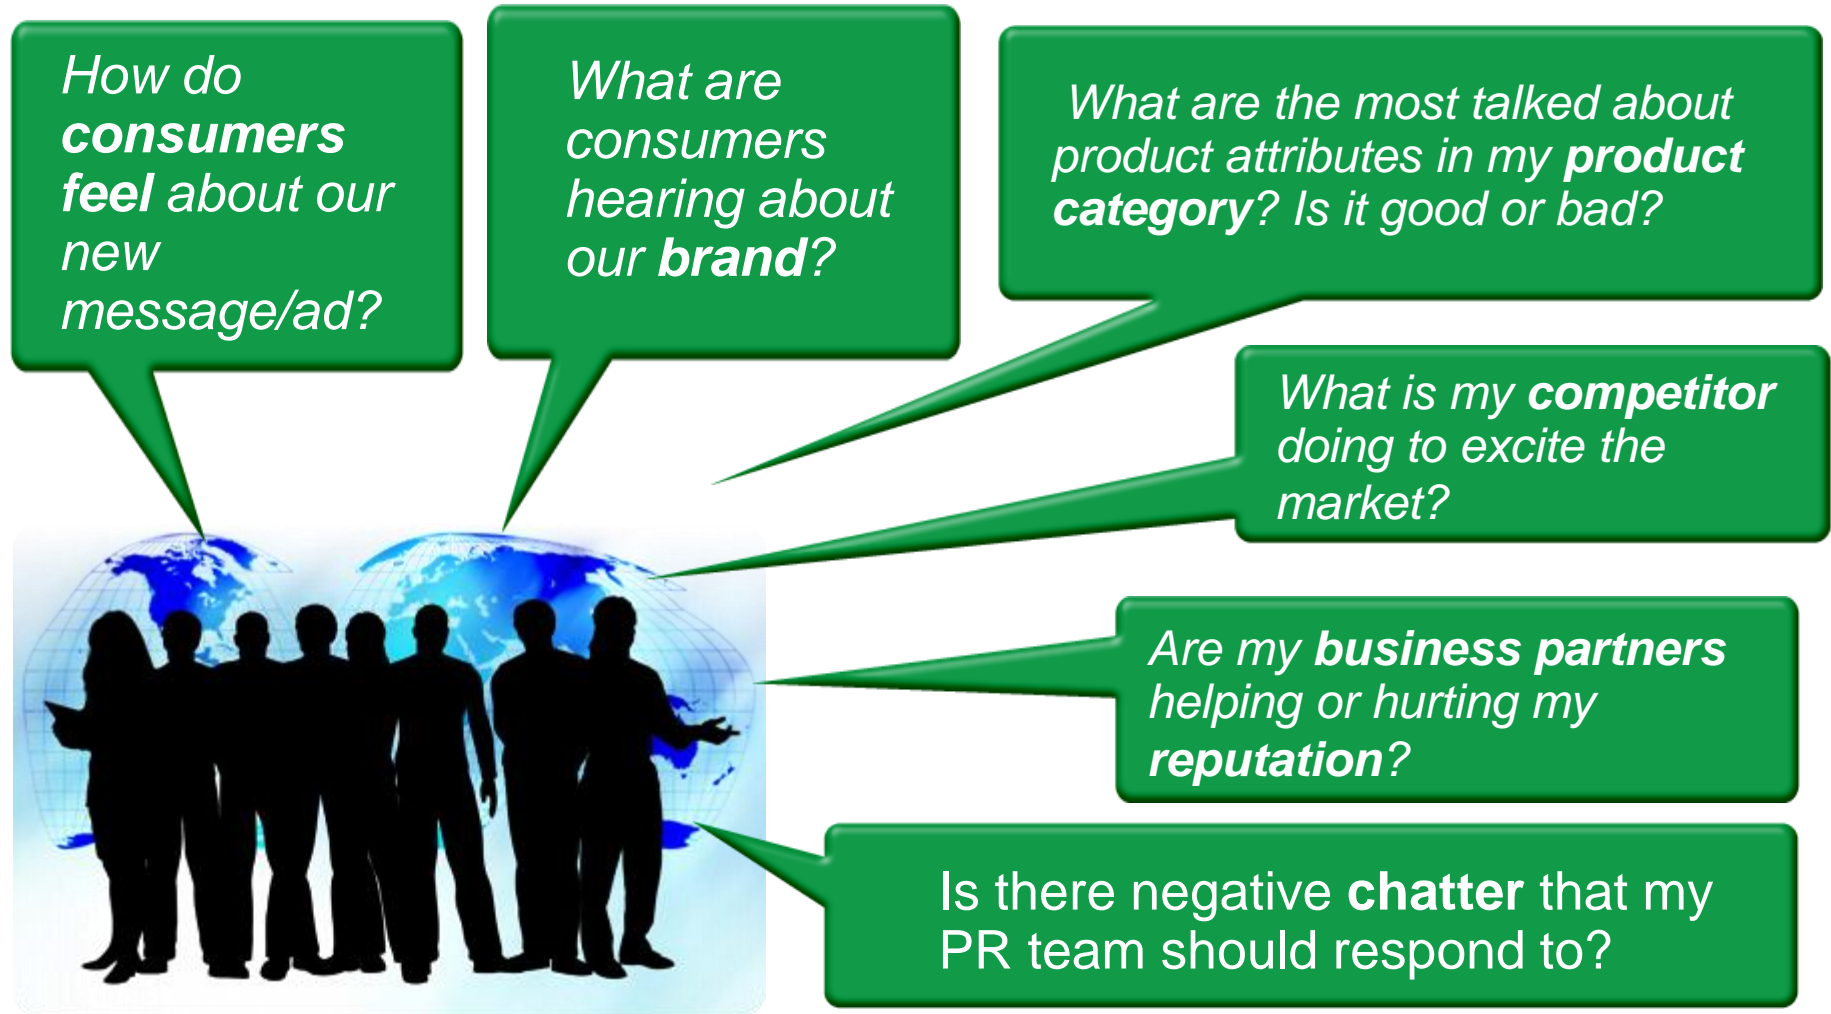 How do
consumers
feel about our
new
message/ad?
What are
consumers
hearing about
our brand?
What are the most talked about
product attributes in my product
category? Is it good or bad?
What is my competitor
doing to excite the
market?
Are my business partners
helping or hurting my
reputation?
Is there negative chatter that my
PR team should respond to?